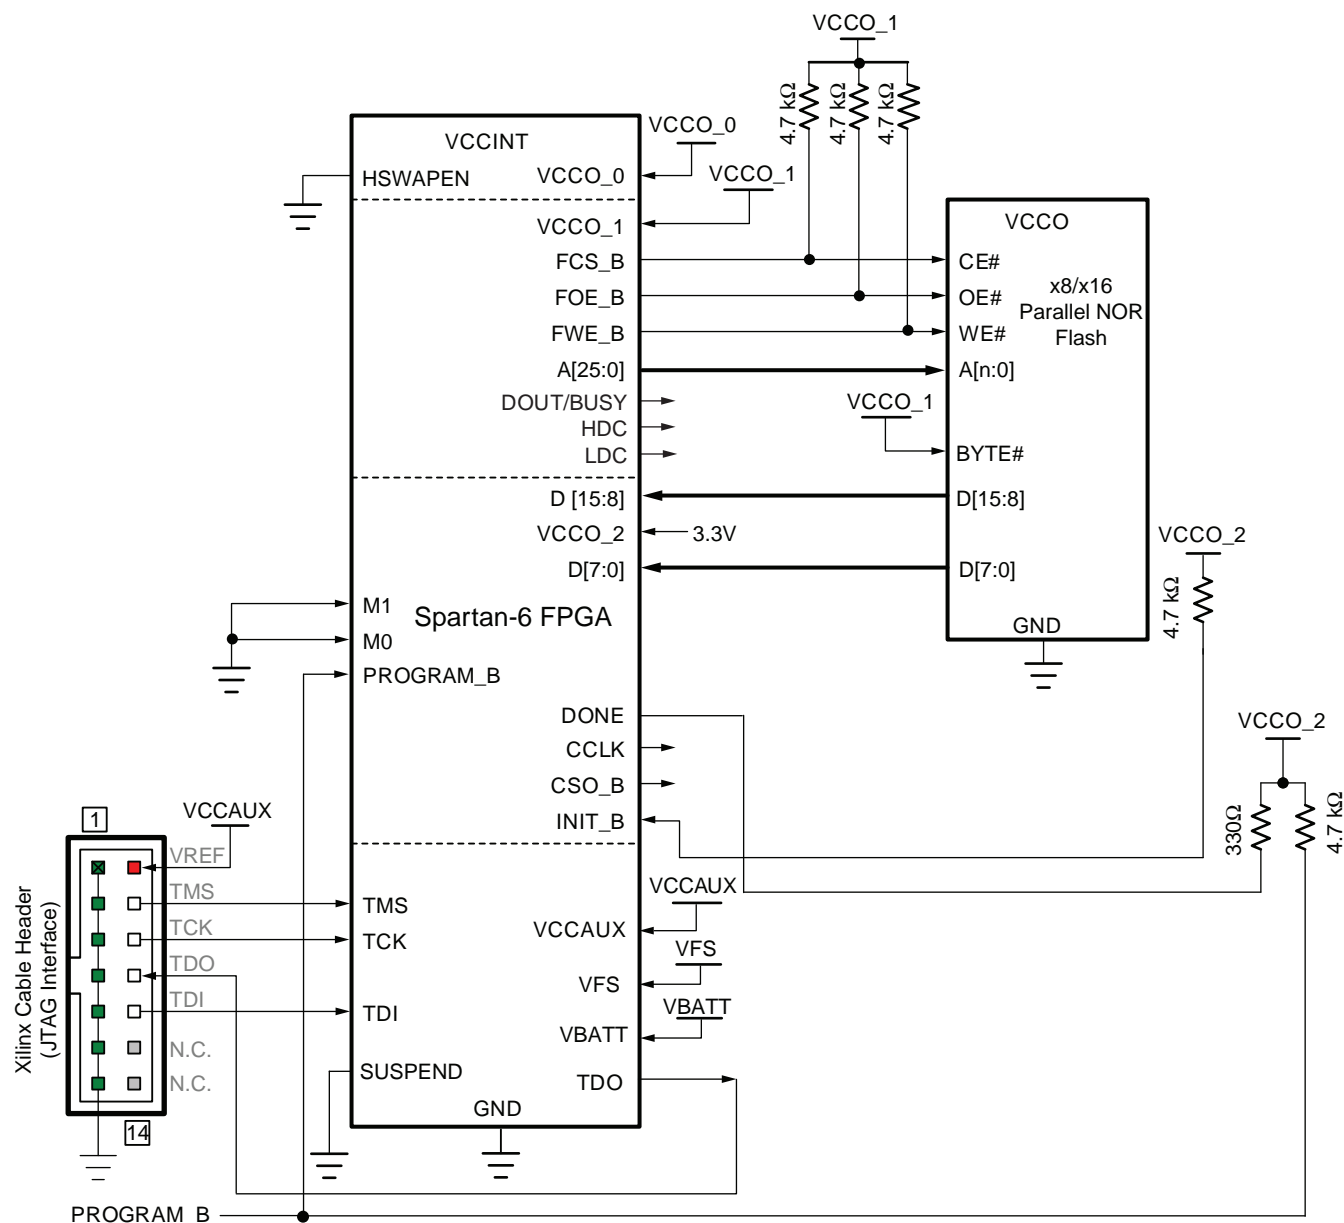 VCCO_1
4.7 kΩ
4.7 kΩ
4.7 kΩ
VCCINT
VCCO_0
HSWAPEN
VCCO_0
VCCO_1
VCCO_1
VCCO
FCS_B
CE#
FOE_B
OE#
x8/x16
Parallel NOR
Flash
FWE_B
WE#
A[25:0]
A[n:0]
DOUT/BUSY
VCCO_1
HDC
LDC
BYTE#
D [15:8]
D[15:8]
VCCO_2
3.3V
VCCO_2
D[7:0]
D[7:0]
4.7 kΩ
M1
Spartan-6 FPGA
M0
GND
PROGRAM_B
DONE
VCCO_2
CCLK
CSO_B
INIT_B
330Ω
4.7 kΩ
1
VCCAUX
VREF
TMS
TMS
TCK
TCK
TDO
TDI
TDI
N.C.
N.C.
14
Xilinx Cable Header
(JTAG Interface)
VCCAUX
VCCAUX
VFS
VFS
VBATT
VBATT
SUSPEND
TDO
GND
PROGRAM_B